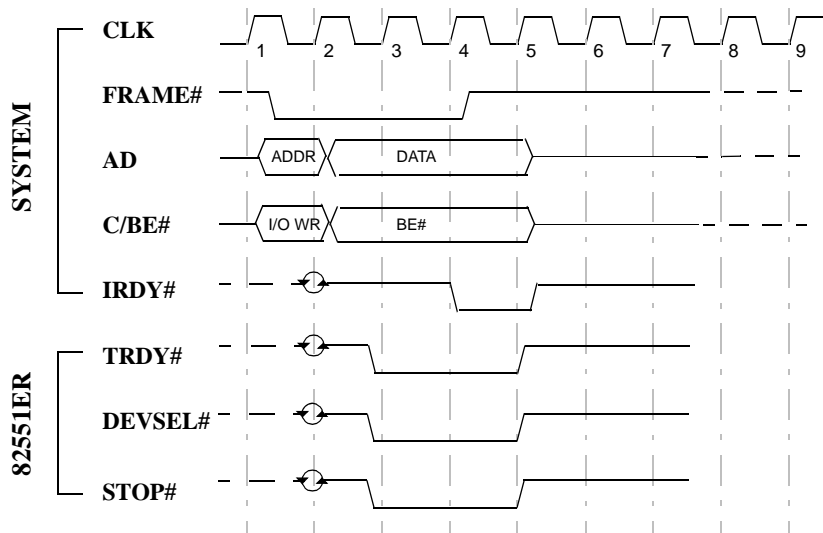 SYSTEM
CLK
1 2 3 4 5 6 7 8 9
FRAME#
AD
ADDR DATA
C/BE#
I/O WR BE#
IRDY#
82551ER
TRDY#
DEVSEL#
STOP#